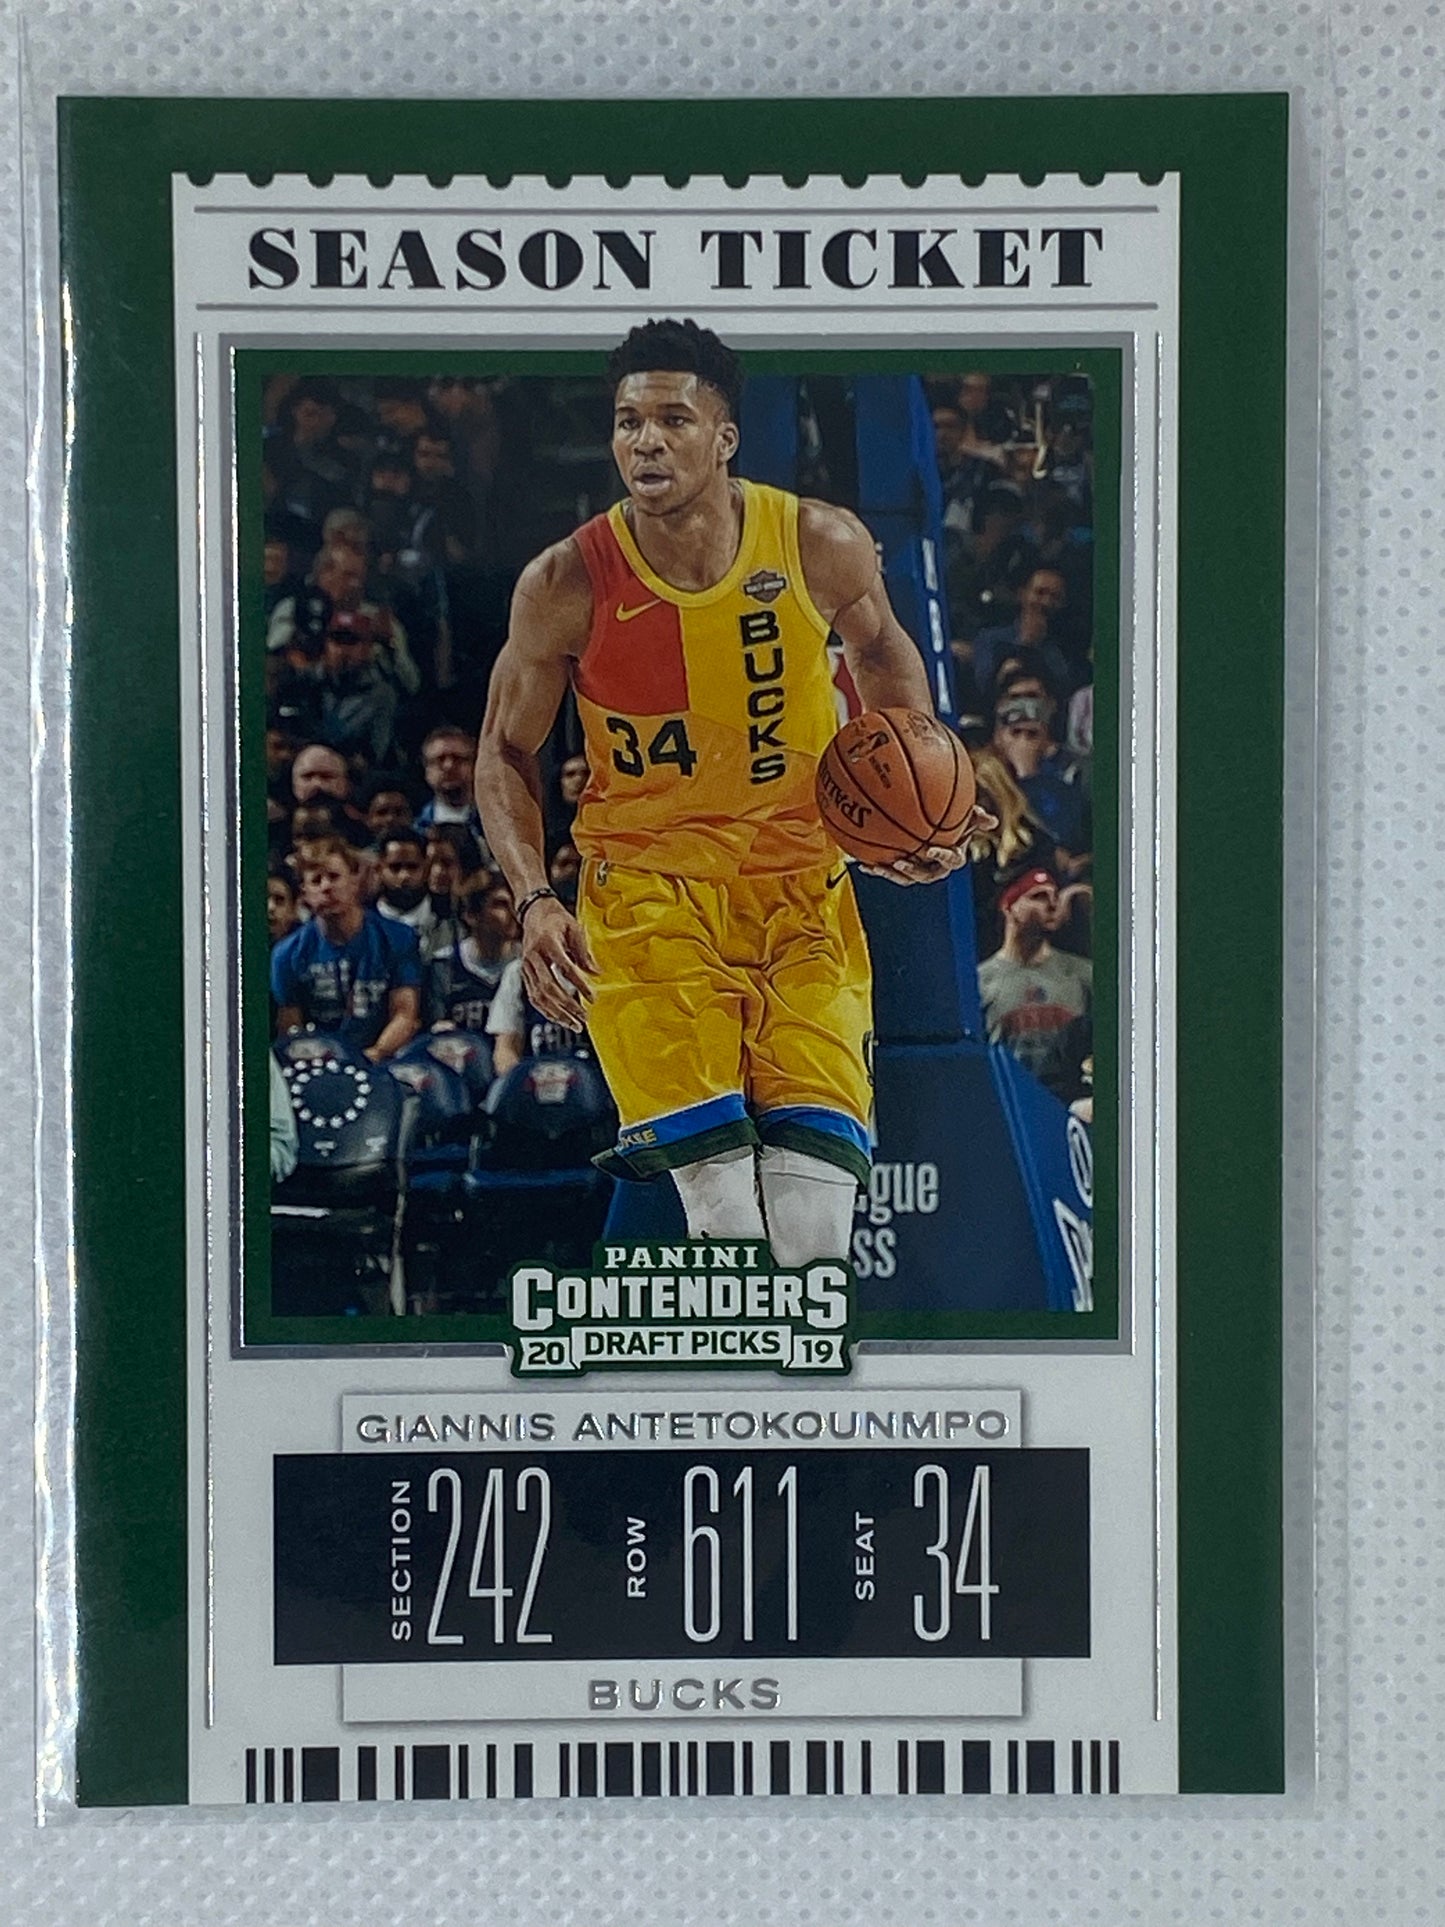 SEASON TICKET
BUCKS
34
SPALDING
PANINI
CONTENDERS
20 DRAFT PICKS 19
GIANNIS ANTETOKOUNMPO
SECTION 242 ROW 611 SEAT 34
BUCKS